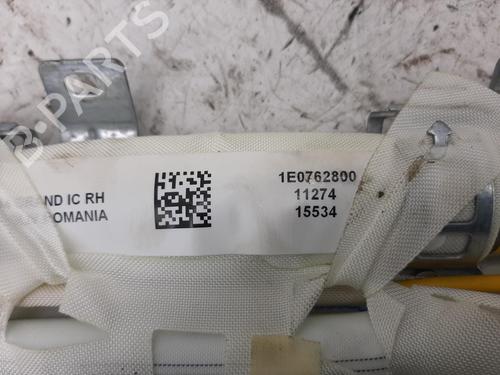 B-PARTS
ND IC RH
OMANIA
1E0762800
11274
15534